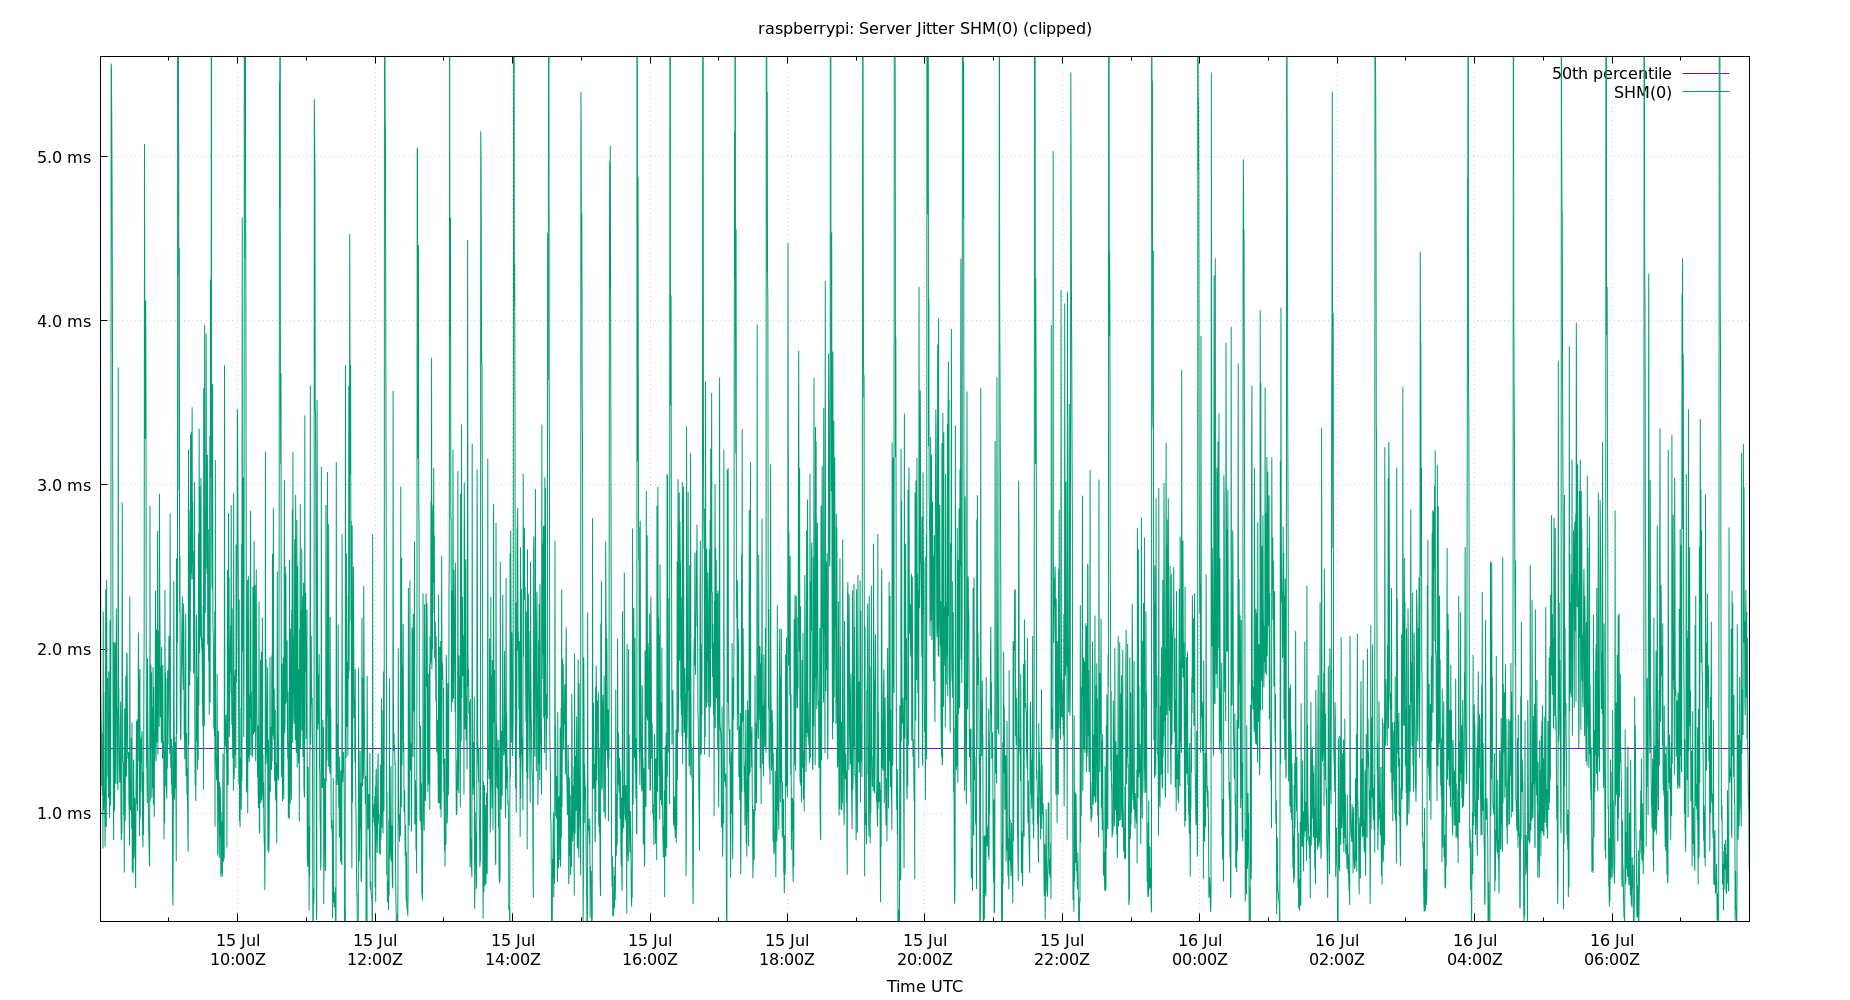 raspberrypi: Server Jitter SHM(0) (clipped)
50th percentile
SHM(0)
5.0 ms
4.0 ms
3.0 ms
2.0 ms
1.0 ms
15 Jul 15 Jul 15 Jul 15 Jul 15 Jul 15 Jul 15 Jul 16 Jul 16 Jul 16 Jul 16 Jul
10:00Z 12:00Z 14:00Z 16:00Z 18:00Z 20:00Z 22:00Z 00:00Z 02:00Z 04:00Z 06:00Z
Time UTC